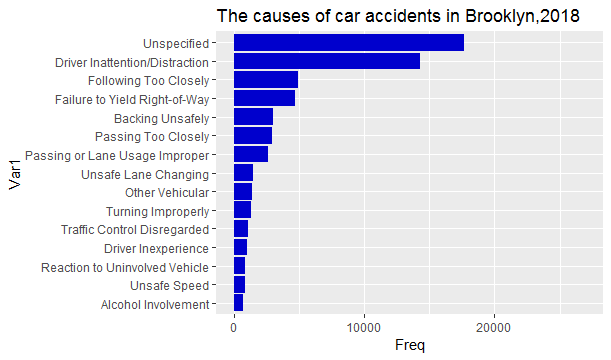 The causes of car accidents in Brooklyn,2018
Var1
Unspecified
Driver Inattention/Distraction
Following Too Closely
Failure to Yield Right-of-Way
Backing Unsafely
Passing Too Closely
Passing or Lane Usage Improper
Unsafe Lane Changing
Other Vehicular
Turning Improperly
Traffic Control Disregarded
Driver Inexperience
Reaction to Uninvolved Vehicle
Unsafe Speed
Alcohol Involvement
0 10000 20000
Freq